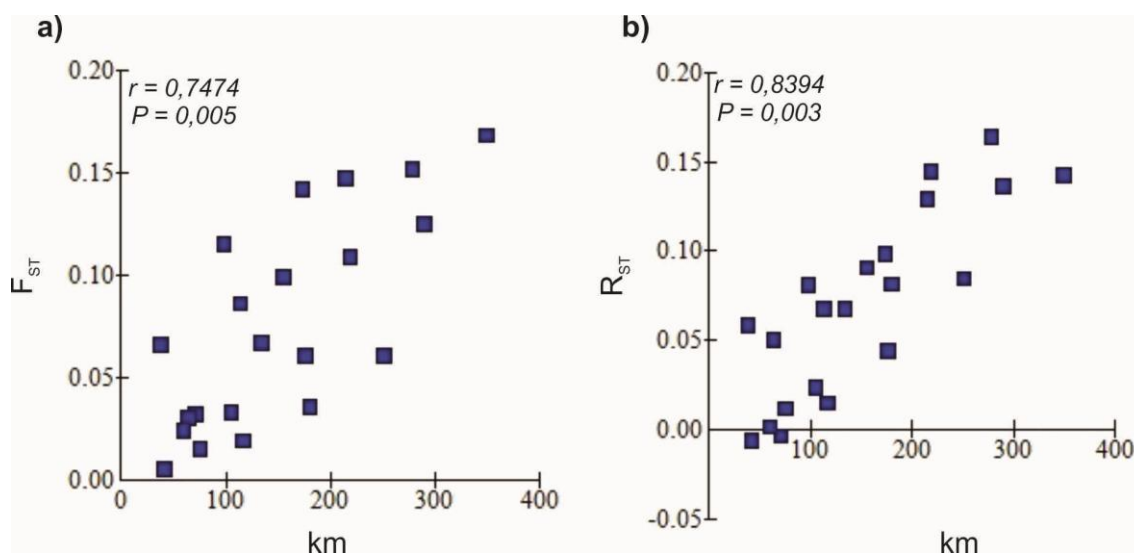 a)
0.20
r = 0,7474
P = 0,005
0.15
F_ST
0.10
0.05
0.00
0 100 200 300 400
km
b)
0.20
r = 0,8394
P = 0,003
0.15
R_ST
0.10
0.05
0.00
100 200 300 400
-0.05
km